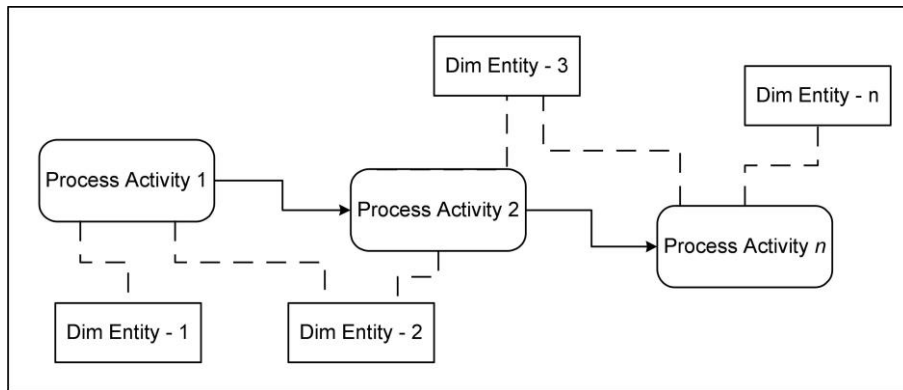 Dim Entity - 3
Dim Entity - n
Process Activity 1
Process Activity 2
Process Activity n
Dim Entity - 1
Dim Entity - 2